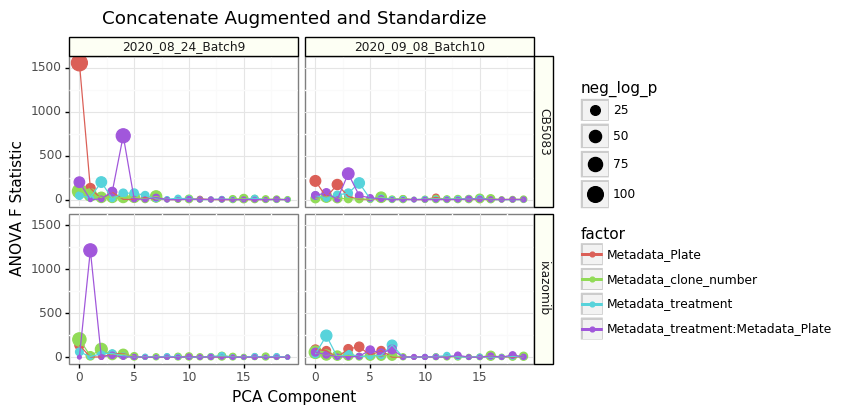 Concatenate Augmented and Standardize
2020_08_24_Batch9
2020_09_08_Batch10
1500
1000
500
0
CB5083
1500
1000
500
0
ixazomib
ANOVA F Statistic
0
5
10
15
0
5
10
15
PCA Component
neg_log_p
25
50
75
100
factor
Metadata_Plate
Metadata_clone_number
Metadata_treatment
Metadata_treatment:Metadata_Plate